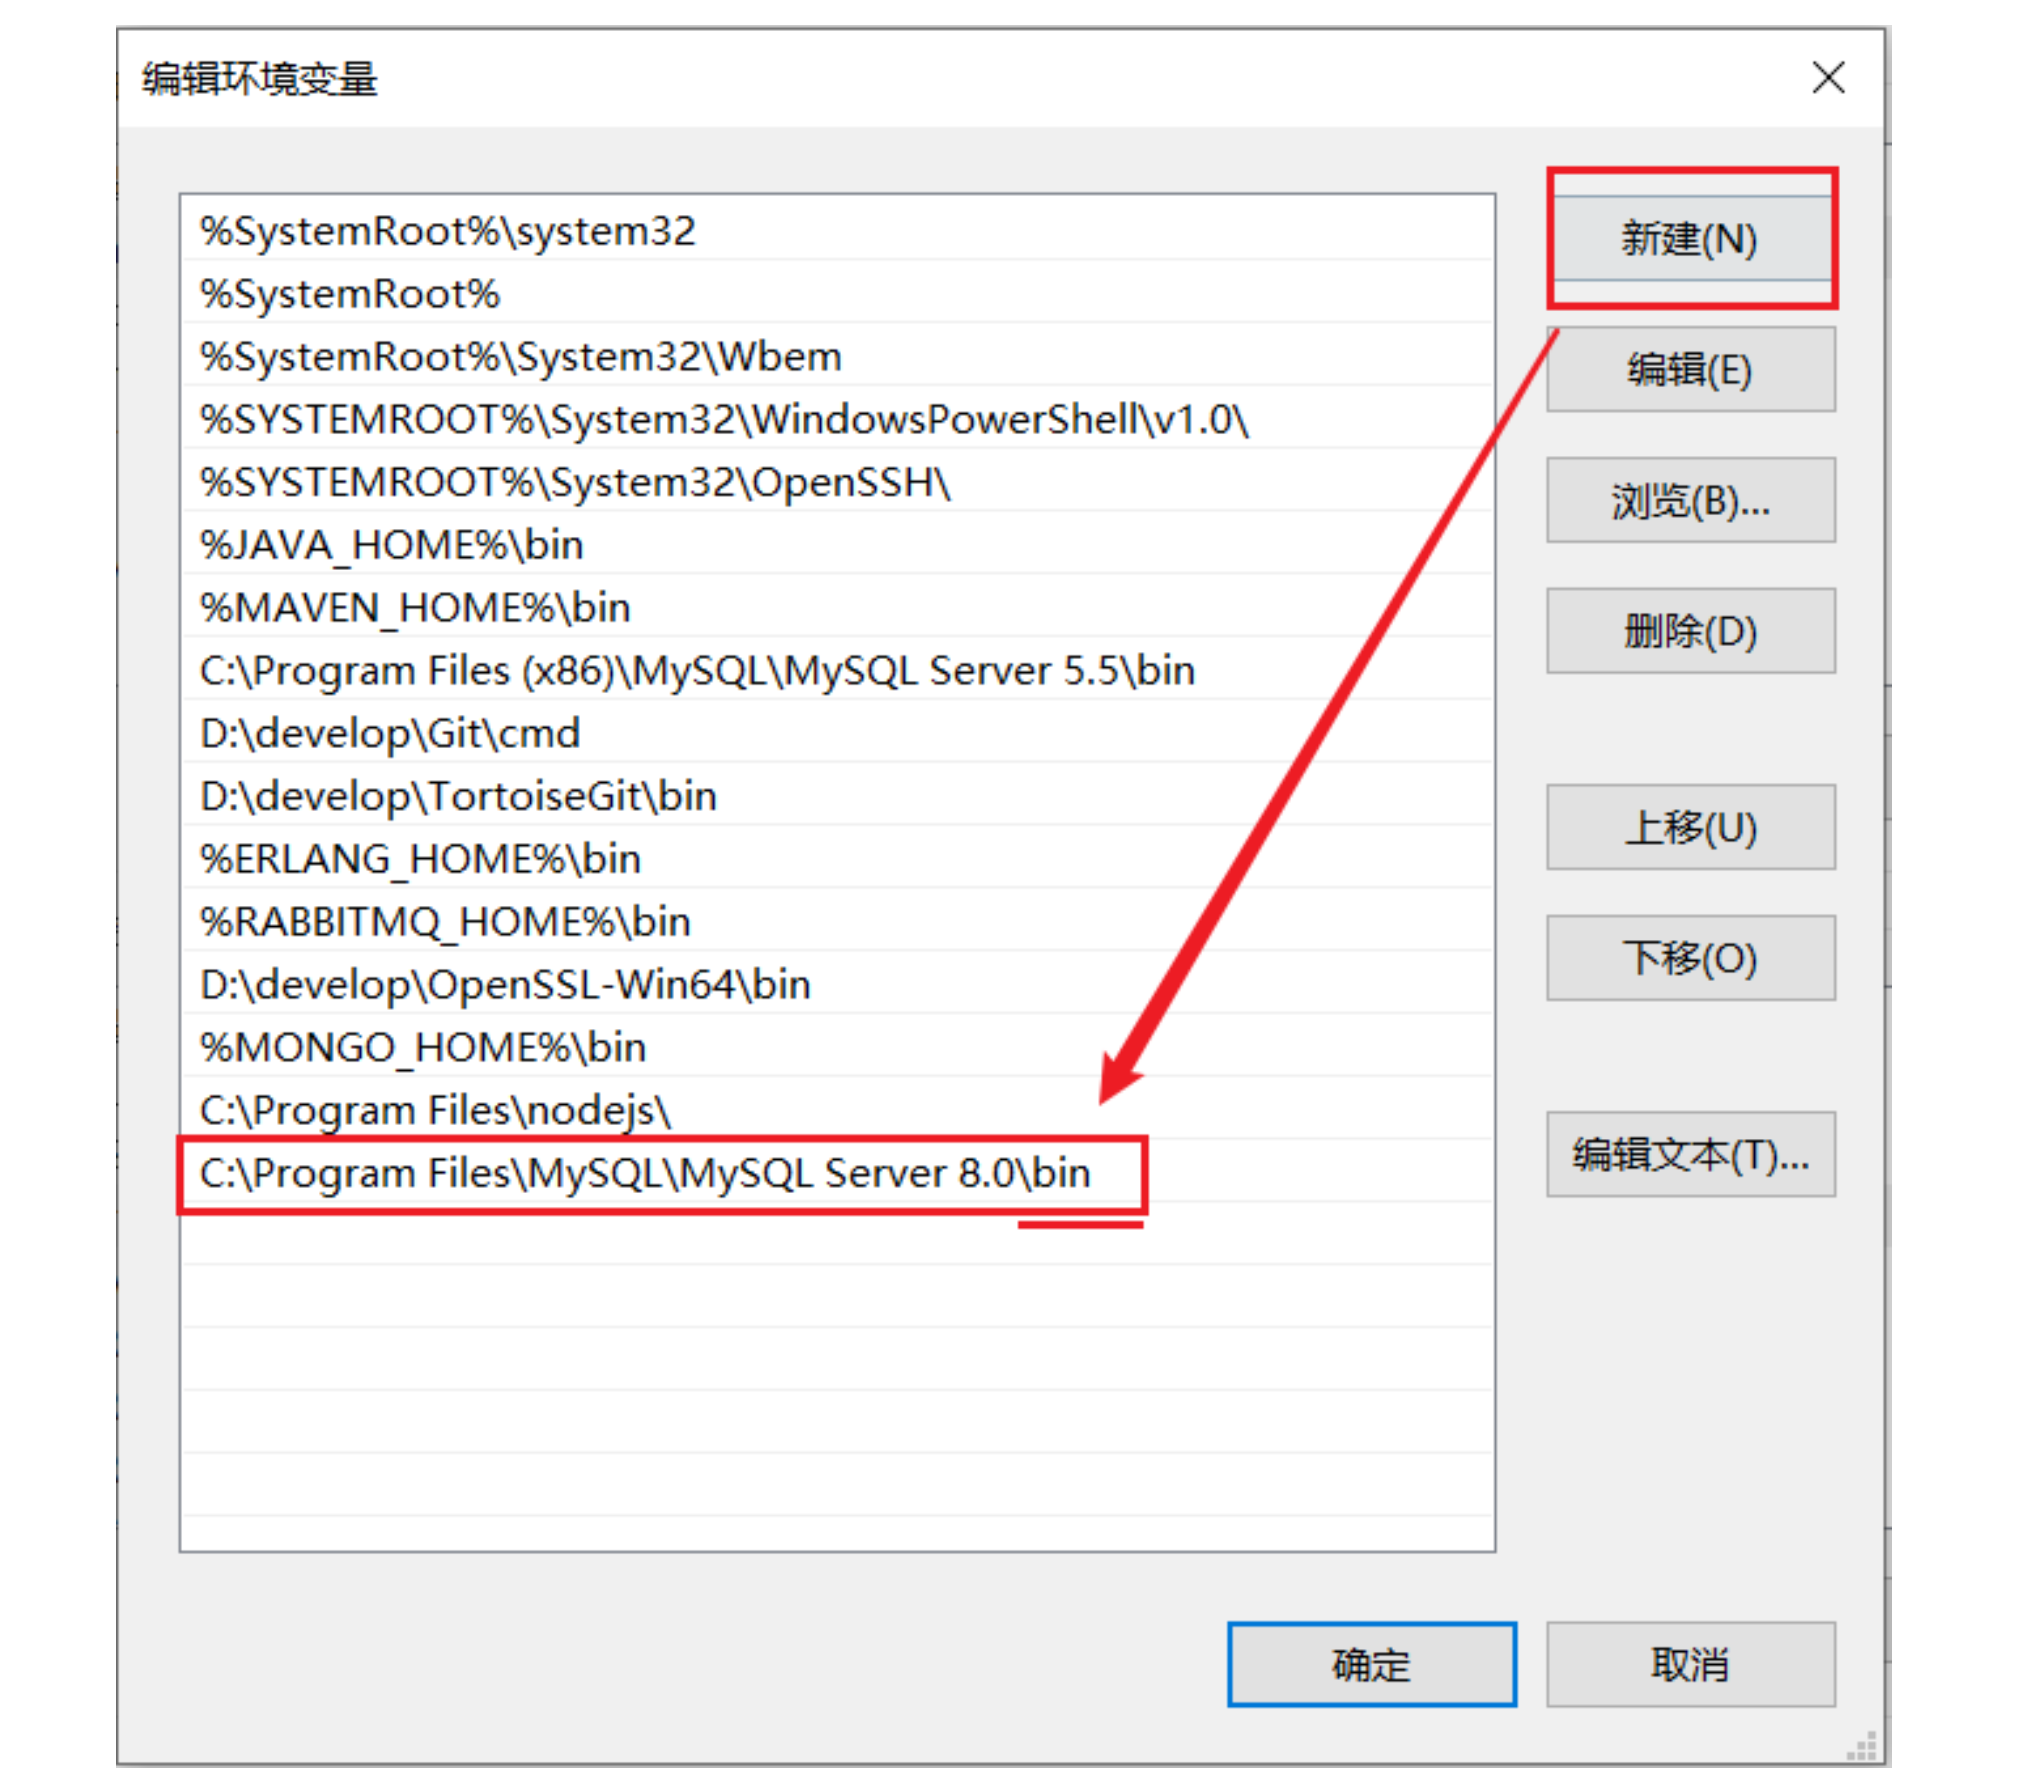 编辑环境变量
%SystemRoot%\system32
%SystemRoot%
%SystemRoot%\System32\Wbem
%SYSTEMROOT%\System32\WindowsPowerShell\v1.0\
%SYSTEMROOT%\System32\OpenSSH\
%JAVA_HOME%\bin
%MAVEN_HOME%\bin
C:\Program Files (x86)\MySQL\MySQL Server 5.5\bin
D:\develop\Git\cmd
D:\develop\TortoiseGit\bin
%ERLANG_HOME%\bin
%RABBITMQ_HOME%\bin
D:\develop\OpenSSL-Win64\bin
%MONGO_HOME%\bin
C:\Program Files\nodejs\
C:\Program Files\MySQL\MySQL Server 8.0\bin
新建(N)
编辑(E)
浏览(B)...
删除(D)
上移(U)
下移(O)
编辑文本(T)...
确定
取消